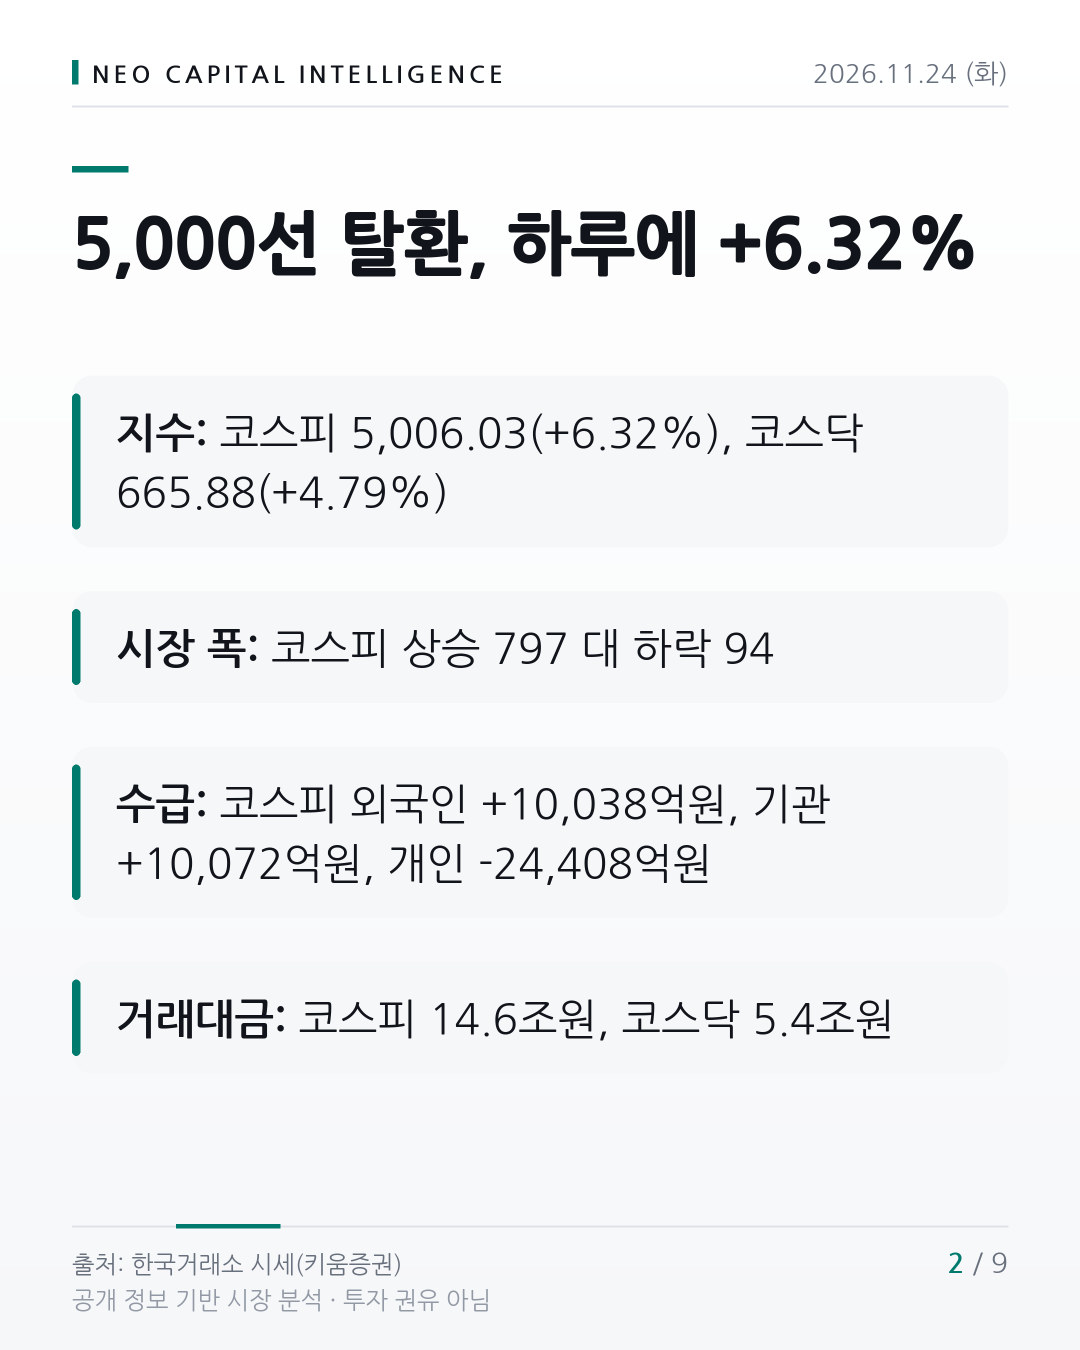 NEO CAPITAL INTELLIGENCE
2026.11.24 (화)
5,000선 탈환, 하루에 +6.32%
지수: 코스피 5,006.03(+6.32%), 코스닥
665.88(+4.79%)
시장 폭: 코스피 상승 797 대 하락 94
수급: 코스피 외국인 +10,038억원, 기관
+10,072억원, 개인 -24,408억원
거래대금: 코스피 14.6조원, 코스닥 5.4조원
출처: 한국거래소 시세(키움증권)
2 / 9
공개 정보 기반 시장 분석 · 투자 권유 아님